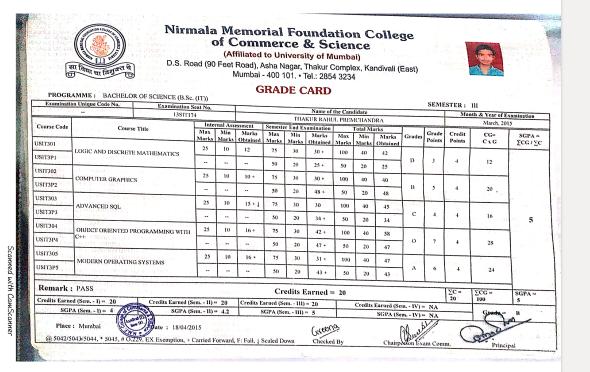 Nirmala Memorial Foundation College
of Commerce & Science
(Affiliated to University of Mumbai)
D.S. Road (90 Feet Road), Asha Nagar, Thakur Complex, Kandivali (East)
Mumbai - 400 101. • Tel.: 2854 3234
GRADE CARD
PROGRAMME : BACHELOR OF SCIENCE (B.Sc. (IT)) SEMESTER : III
Examination Unique Code No. Examination Seat No. Name of the Candidate Month & Year of Examination
-- 13SIT174 THAKUR RAHUL PREMCHANDRA March, 2015
Course Code Course Title Internal Assessment Semester End Examination Total Marks Grades Grade Points Credit Points CG= C x G SGPA = ΣCG / ΣC
Max Marks Min Marks Marks Obtained Max Marks Min Marks Marks Obtained Max Marks Min Marks Marks Obtained
USIT301 LOGIC AND DISCRETE MATHEMATICS 25 10 12 75 30 30 + 100 40 42 D 3 4 12
USIT3P1 -- -- -- 50 20 25 + 50 20 25
USIT302 COMPUTER GRAPHICS 25 10 10 + 75 30 30 + 100 40 40 B 5 4 20
USIT3P2 -- -- -- 50 20 48 + 50 20 48
USIT303 ADVANCED SQL 25 10 15 + ↓ 75 30 30 100 40 45 C 4 4 16
USIT3P3 -- -- 50 20 50 20 14
USIT304 OBJECT ORIENTED PROGRAMMING WITH C++ 25 10 16 + 75 30 42 + 100 40 58 O 7 4 28
USIT3P4 -- -- -- 50 20 47 + 50 20 47
USIT305 MODERN OPERATING SYSTEMS 25 10 16 + 75 30 31 + 100 40 47 A 6 4 24
USIT3P5 -- -- -- 50 20 43 + 50 20 43
5
Remark : PASS Credits Earned = 20 ΣC = 20 ΣCG = 100 SGPA = 5
Credits Earned (Sem. - I) = 20 Credits Earned (Sem. - II) = 20 Credits Earned (Sem. - III) = 20 Credits Earned (Sem. - IV) = NA Grade = B
SGPA (Sem. - I) = 4 SGPA (Sem. - II) = 4.2 SGPA (Sem. - III) = 5 SGPA (Sem. - IV) = NA
Place : Mumbai Date : 18/04/2015
Checked By Chairperson Exam Comm. Principal
@ 5042/5043/5044, * 5045, # O.229, EX Exemption, + Carried Forward, F: Fail, ↓ Scaled Down
Scanned with CamScanner